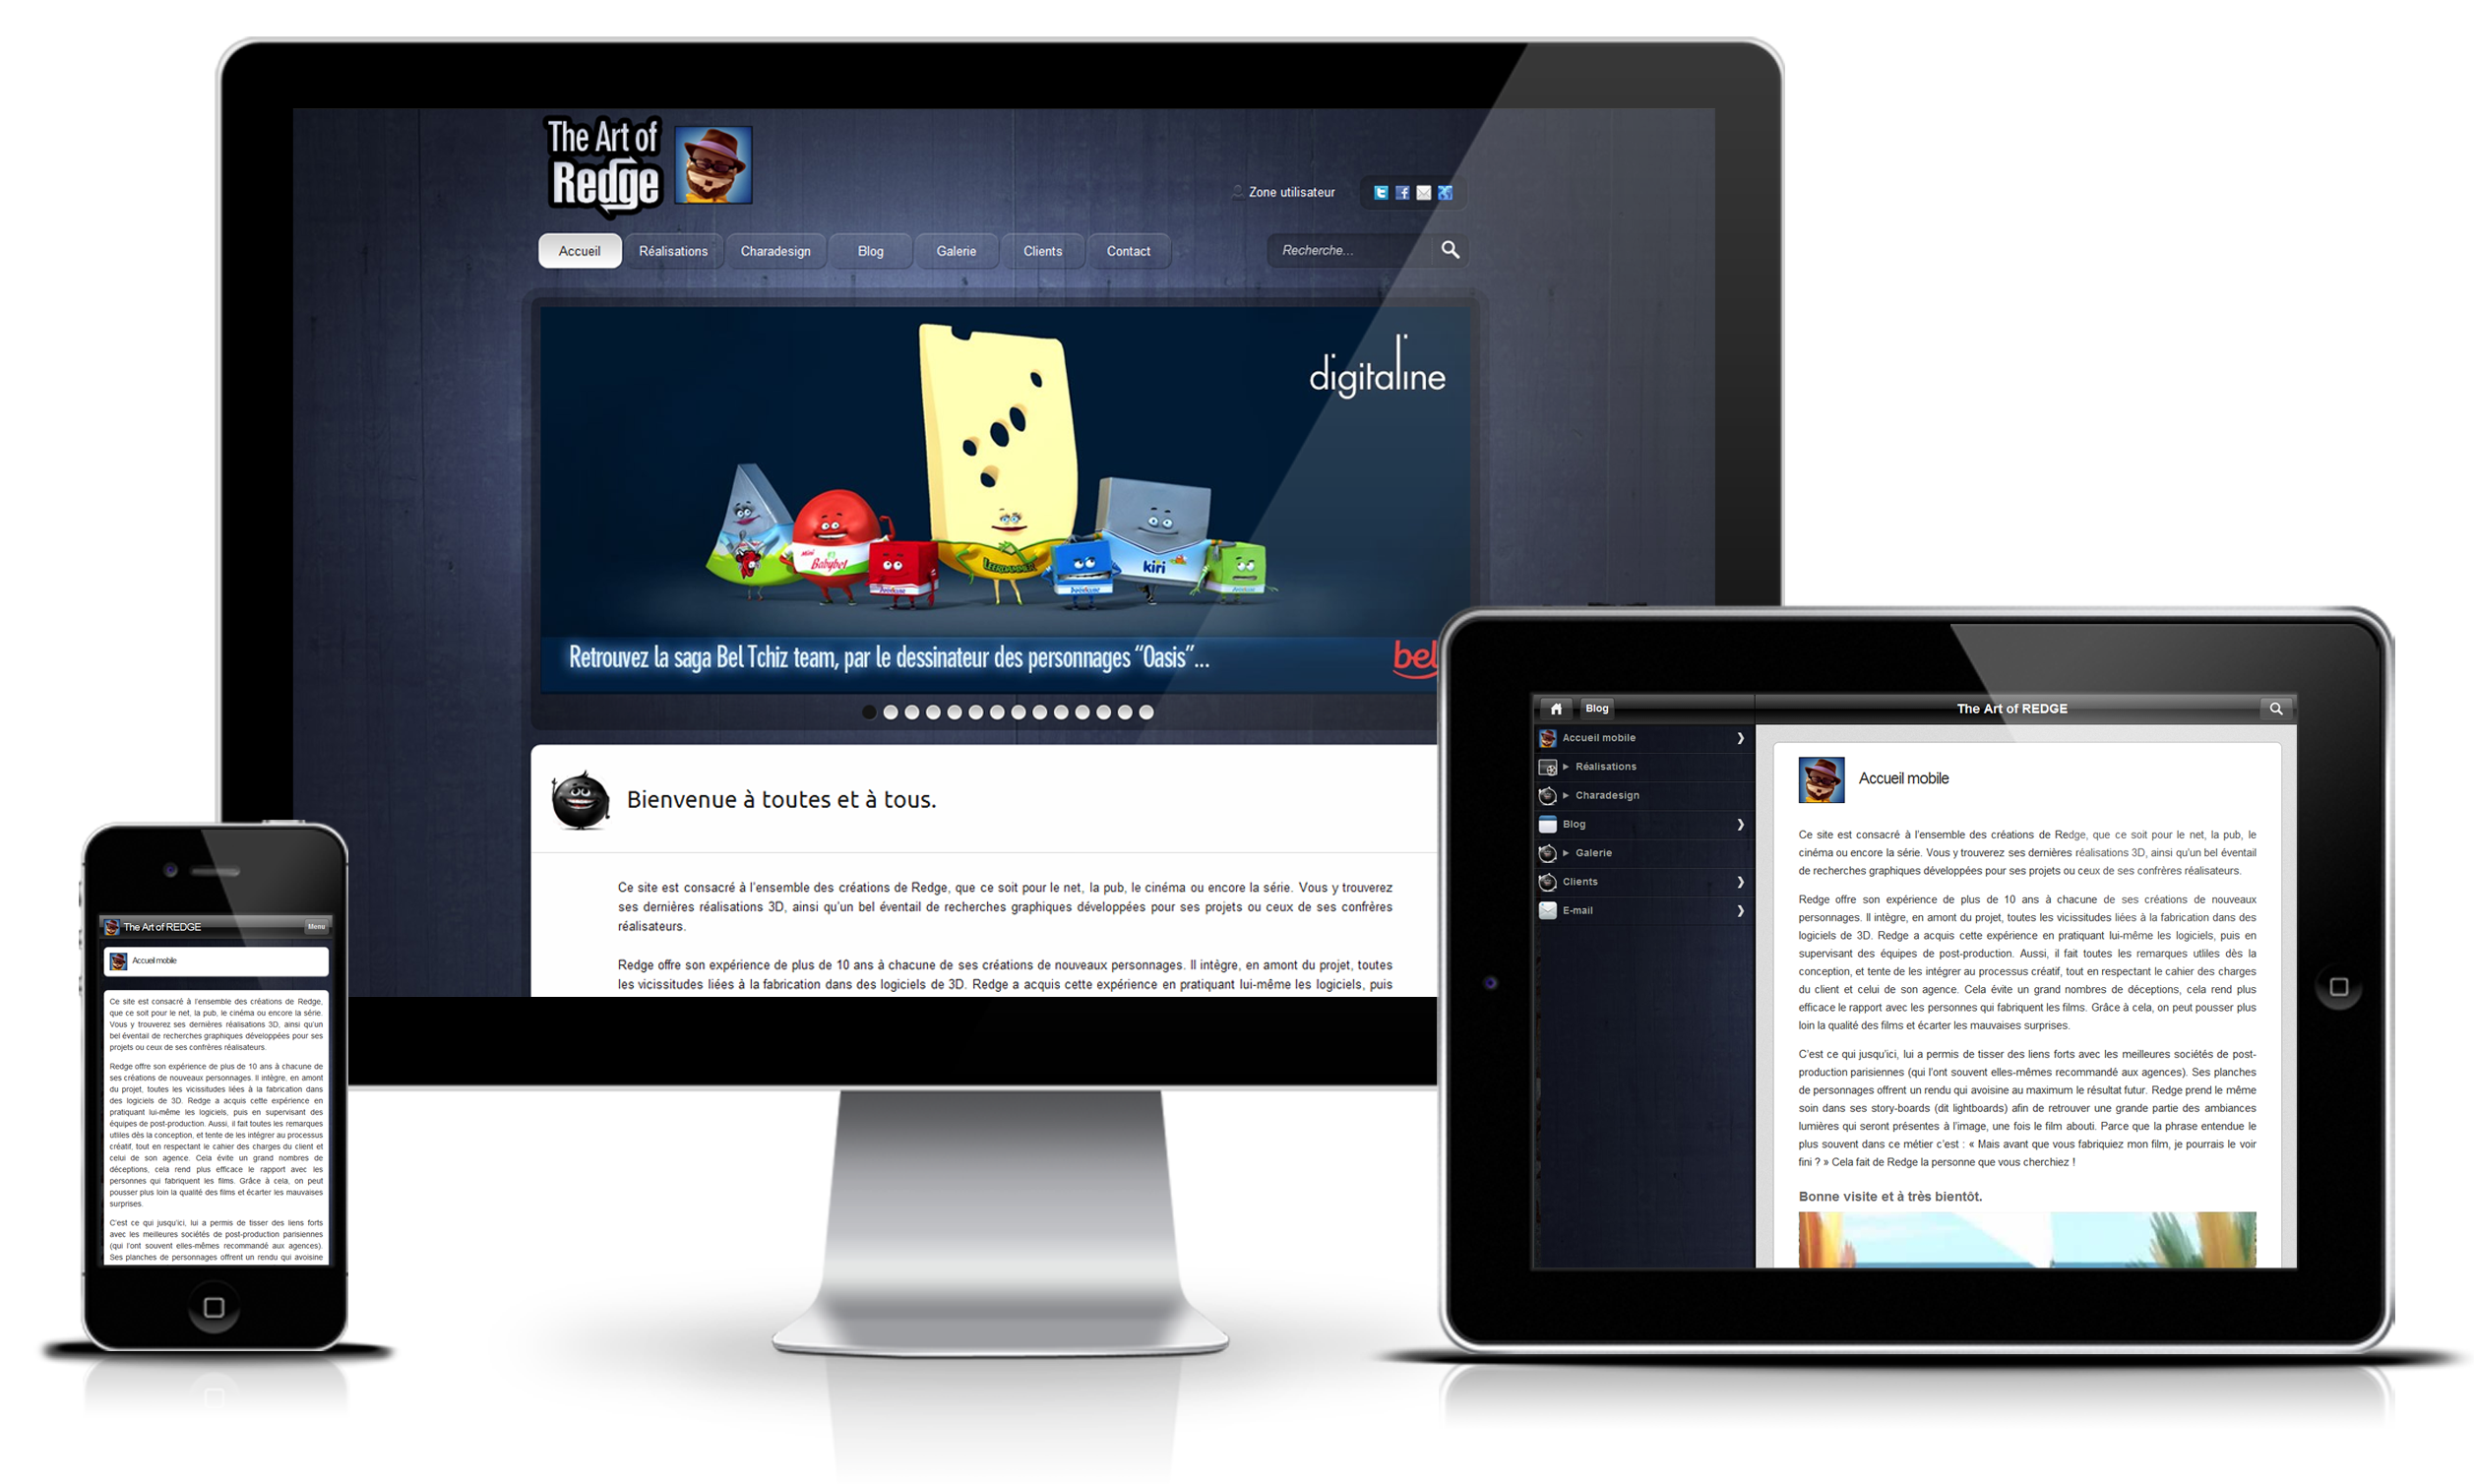 The Art of
Redge
Zone utilisateur
Accueil
Réalisations
Charadesign
Blog
Galerie
Clients
Contact
Recherche...
digitaline
Mini
Babybel
LEERDAMMER
kiri
Retrouvez la saga Bel Tchiz team, par le dessinateur des personnages “Oasis”...
bel
Bienvenue à toutes et à tous.
Ce site est consacré à l’ensemble des créations de Redge, que ce soit pour le net, la pub, le cinéma ou encore la série. Vous y trouverez
ses dernières réalisations 3D, ainsi qu’un bel éventail de recherches graphiques développées pour ses projets ou ceux de ses confrères
réalisateurs.
Redge offre son expérience de plus de 10 ans à chacune de ses créations de nouveaux personnages. Il intègre, en amont du projet, toutes
les vicissitudes liées à la fabrication dans des logiciels de 3D. Redge a acquis cette expérience en pratiquant lui-même les logiciels, puis
The Art of REDGE
Menu
Accueil mobile
Ce site est consacré à l’ensemble des créations de Redge,
que ce soit pour le net, la pub, le cinéma ou encore la série.
Vous y trouverez ses dernières réalisations 3D, ainsi qu’un
bel éventail de recherches graphiques développées pour ses
projets ou ceux de ses confrères réalisateurs.
Redge offre son expérience de plus de 10 ans à chacune de
ses créations de nouveaux personnages. Il intègre, en amont
du projet, toutes les vicissitudes liées à la fabrication dans
des logiciels de 3D. Redge a acquis cette expérience en
pratiquant lui-même les logiciels, puis en supervisant des
équipes de post-production. Aussi, il fait toutes les remarques
utliles dès la conception, et tente de les intégrer au processus
créatif, tout en respectant le cahier des charges du client et
celui de son agence. Cela évite un grand nombres de
déceptions, cela rend plus efficace le rapport avec les
personnes qui fabriquent les films. Grâce à cela, on peut
pousser plus loin la qualité des films et écarter les mauvaises
surprises.
C’est ce qui jusqu’ici, lui a permis de tisser des liens forts
avec les meilleures sociétés de post-production parisiennes
(qui l’ont souvent elles-mêmes recommandé aux agences).
Ses planches de personnages offrent un rendu qui avoisine
Blog
The Art of REDGE
Accueil mobile
Réalisations
Charadesign
Blog
Galerie
Clients
E-mail
Accueil mobile
Ce site est consacré à l’ensemble des créations de Redge, que ce soit pour le net, la pub, le
cinéma ou encore la série. Vous y trouverez ses dernières réalisations 3D, ainsi qu’un bel éventail
de recherches graphiques développées pour ses projets ou ceux de ses confrères réalisateurs.
Redge offre son expérience de plus de 10 ans à chacune de ses créations de nouveaux
personnages. Il intègre, en amont du projet, toutes les vicissitudes liées à la fabrication dans des
logiciels de 3D. Redge a acquis cette expérience en pratiquant lui-même les logiciels, puis en
supervisant des équipes de post-production. Aussi, il fait toutes les remarques utliles dès la
conception, et tente de les intégrer au processus créatif, tout en respectant le cahier des charges
du client et celui de son agence. Cela évite un grand nombres de déceptions, cela rend plus
efficace le rapport avec les personnes qui fabriquent les films. Grâce à cela, on peut pousser plus
loin la qualité des films et écarter les mauvaises surprises.
C’est ce qui jusqu’ici, lui a permis de tisser des liens forts avec les meilleures sociétés de post-
production parisiennes (qui l’ont souvent elles-mêmes recommandé aux agences). Ses planches
de personnages offrent un rendu qui avoisine au maximum le résultat futur. Redge prend le même
soin dans ses story-boards (dit lightboards) afin de retrouver une grande partie des ambiances
lumières qui seront présentes à l’image, une fois le film abouti. Parce que la phrase entendue le
plus souvent dans ce métier c’est : « Mais avant que vous fabriquiez mon film, je pourrais le voir
fini ? » Cela fait de Redge la personne que vous cherchiez !
Bonne visite et à très bientôt.